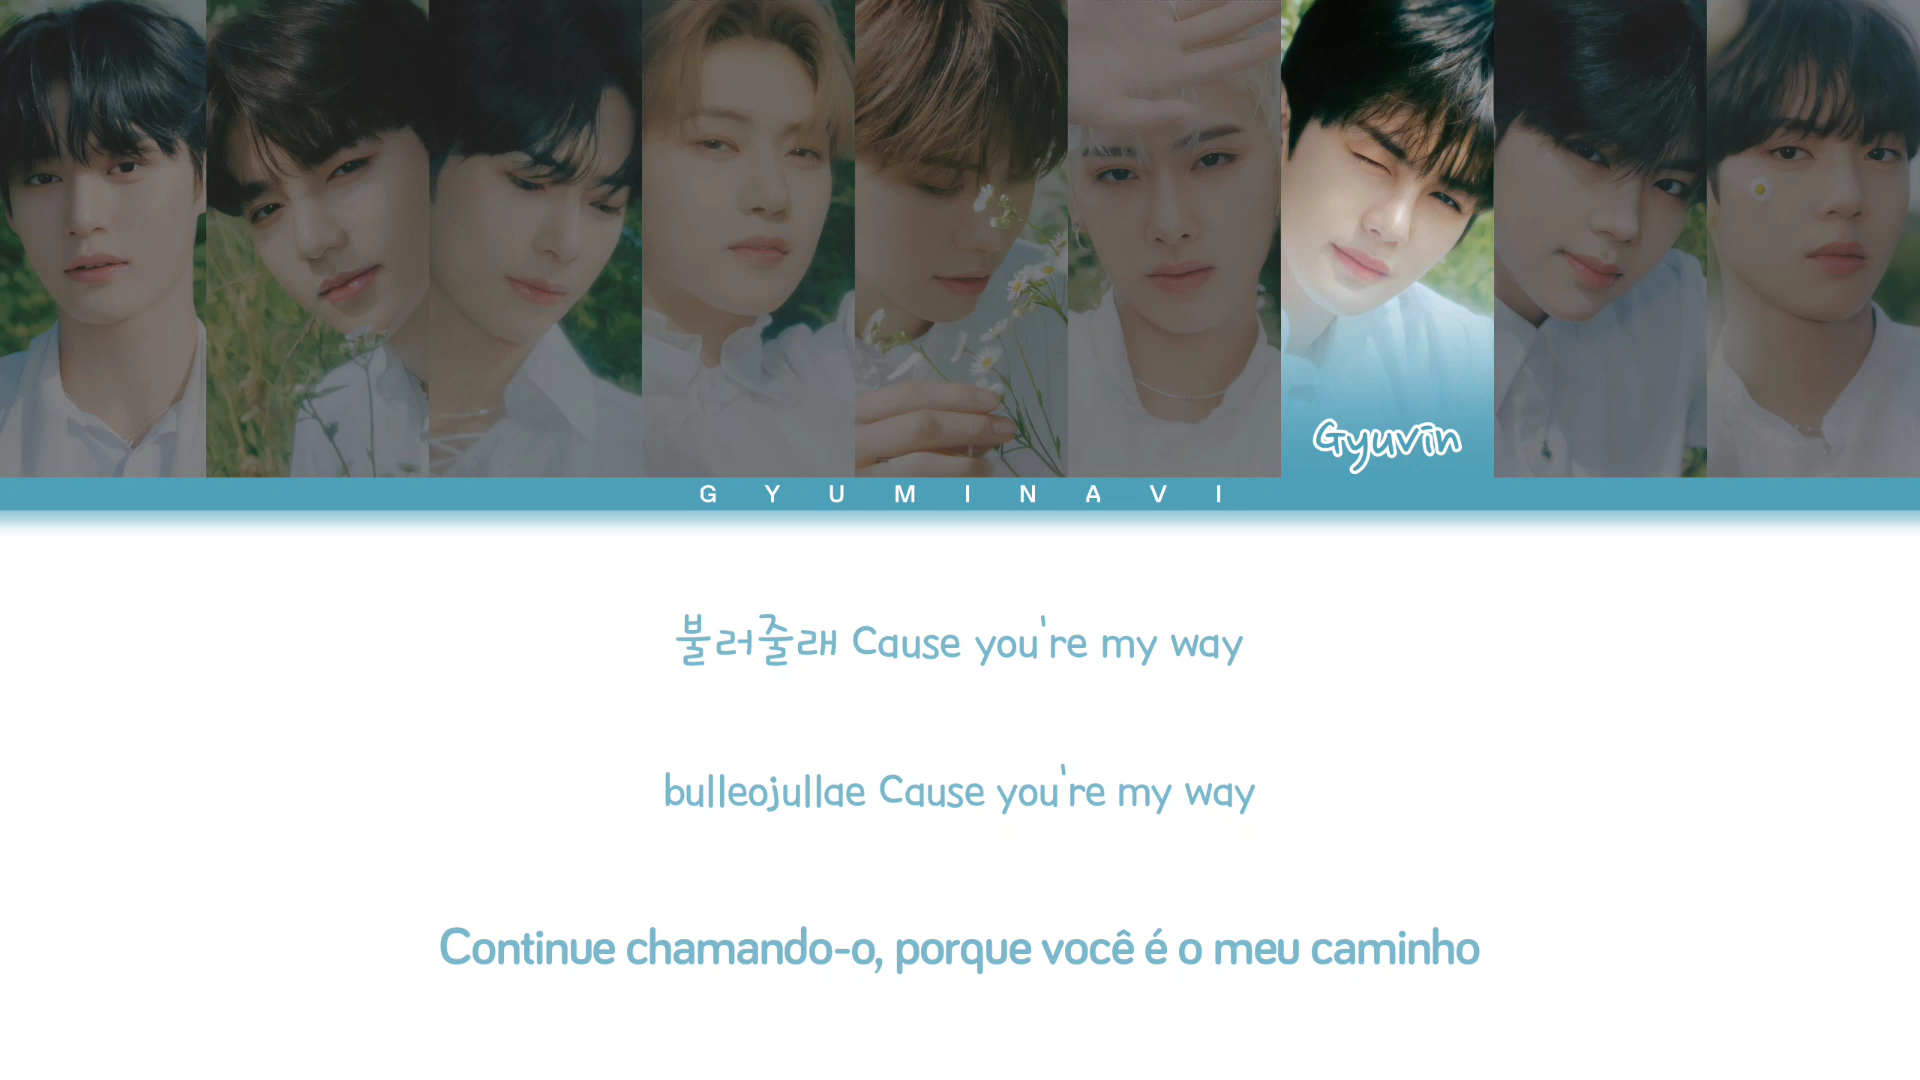 Gyuvin
GYUMINAVI
불러줄래 Cause you're my way
bulleojullae Cause you're my way
Continue chamando-o, porque você é o meu caminho